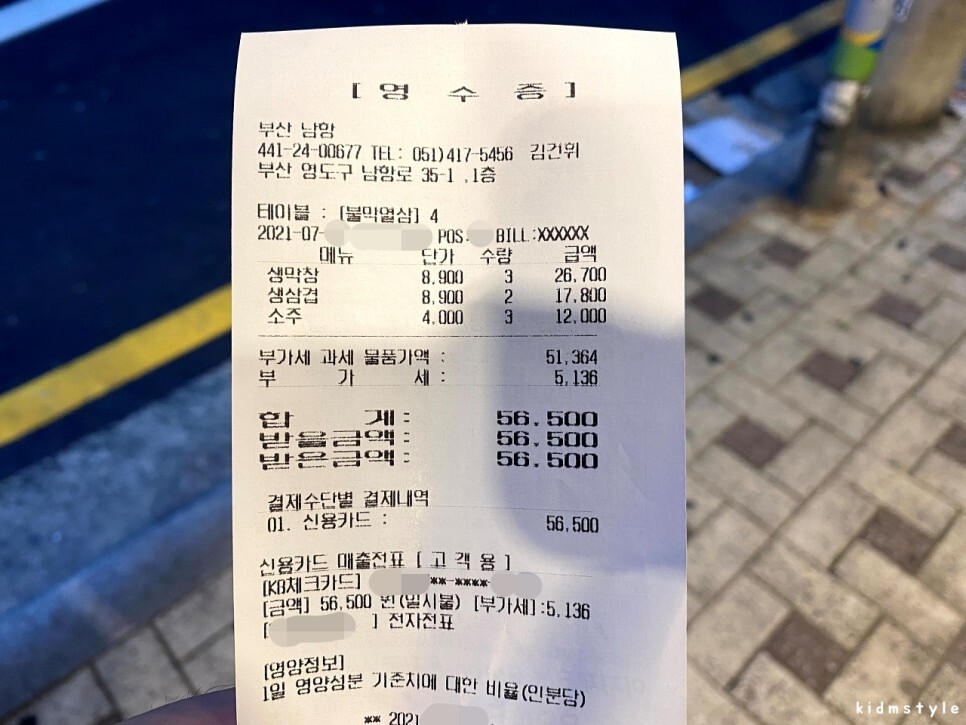 [ 영 수 증 ]
부산 남항
441-24-00677 TEL: 051)417-5456 김건휘
부산 영도구 남항로 35-1 ,1층
테이블 : [불막열삼] 4
2021-07- POS: BILL:XXXXXX
메뉴 단가 수량 금액
생막창 8,900 3 26,700
생삼겹 8,900 2 17,800
소주 4,000 3 12,000
부가세 과세 물품가액 : 51,364
부 가 세 : 5,136
합 계: 56,500
받을금액: 56,500
받은금액: 56,500
결제수단별 결제내역
01. 신용카드 : 56,500
신용카드 매출전표 [ 고 객 용 ]
[KB체크카드] **-****-
[금액] 56,500 원(일시불) [부가세]:5,136
[ ] 전자전표
[영양정보]
1일 영양성분 기준치에 대한 비율(인분당)
** 2021
kidmstyle